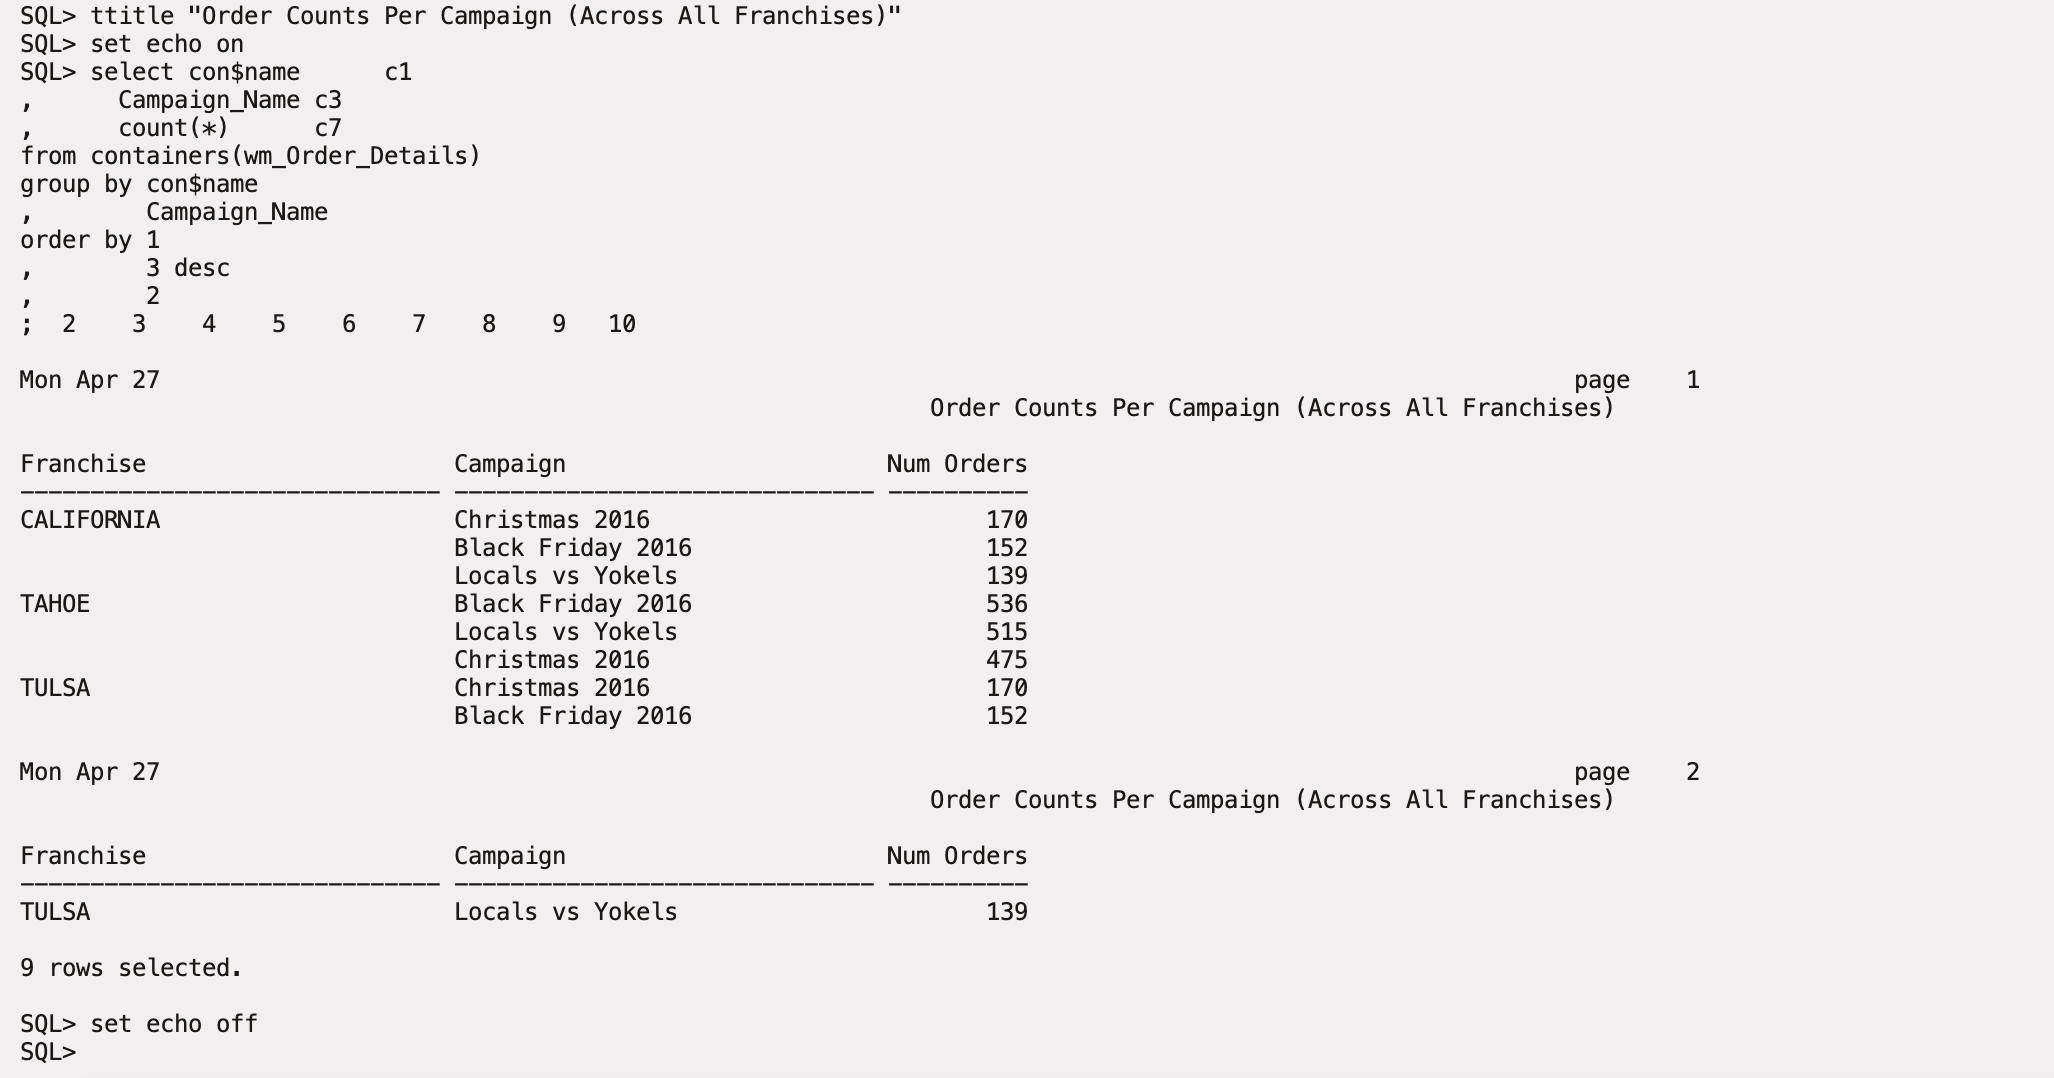 SQL> ttitle "Order Counts Per Campaign (Across All Franchises)"
SQL> set echo on
SQL> select con$name      c1
,      Campaign_Name c3
,      count(*)      c7
from containers(wm_Order_Details)
group by con$name
,        Campaign_Name
order by 1
,        3 desc
,        2
;  2    3    4    5    6    7    8    9   10
Mon Apr 27                                                                                                     page    1
                                                                 Order Counts Per Campaign (Across All Franchises)
Franchise                      Campaign                       Num Orders
------------------------------ ------------------------------ ----------
CALIFORNIA                     Christmas 2016                        170
                               Black Friday 2016                     152
                               Locals vs Yokels                      139
TAHOE                          Black Friday 2016                     536
                               Locals vs Yokels                      515
                               Christmas 2016                        475
TULSA                          Christmas 2016                        170
                               Black Friday 2016                     152
Mon Apr 27                                                                                                     page    2
                                                                 Order Counts Per Campaign (Across All Franchises)
Franchise                      Campaign                       Num Orders
------------------------------ ------------------------------ ----------
TULSA                          Locals vs Yokels                      139
9 rows selected.
SQL> set echo off
SQL>